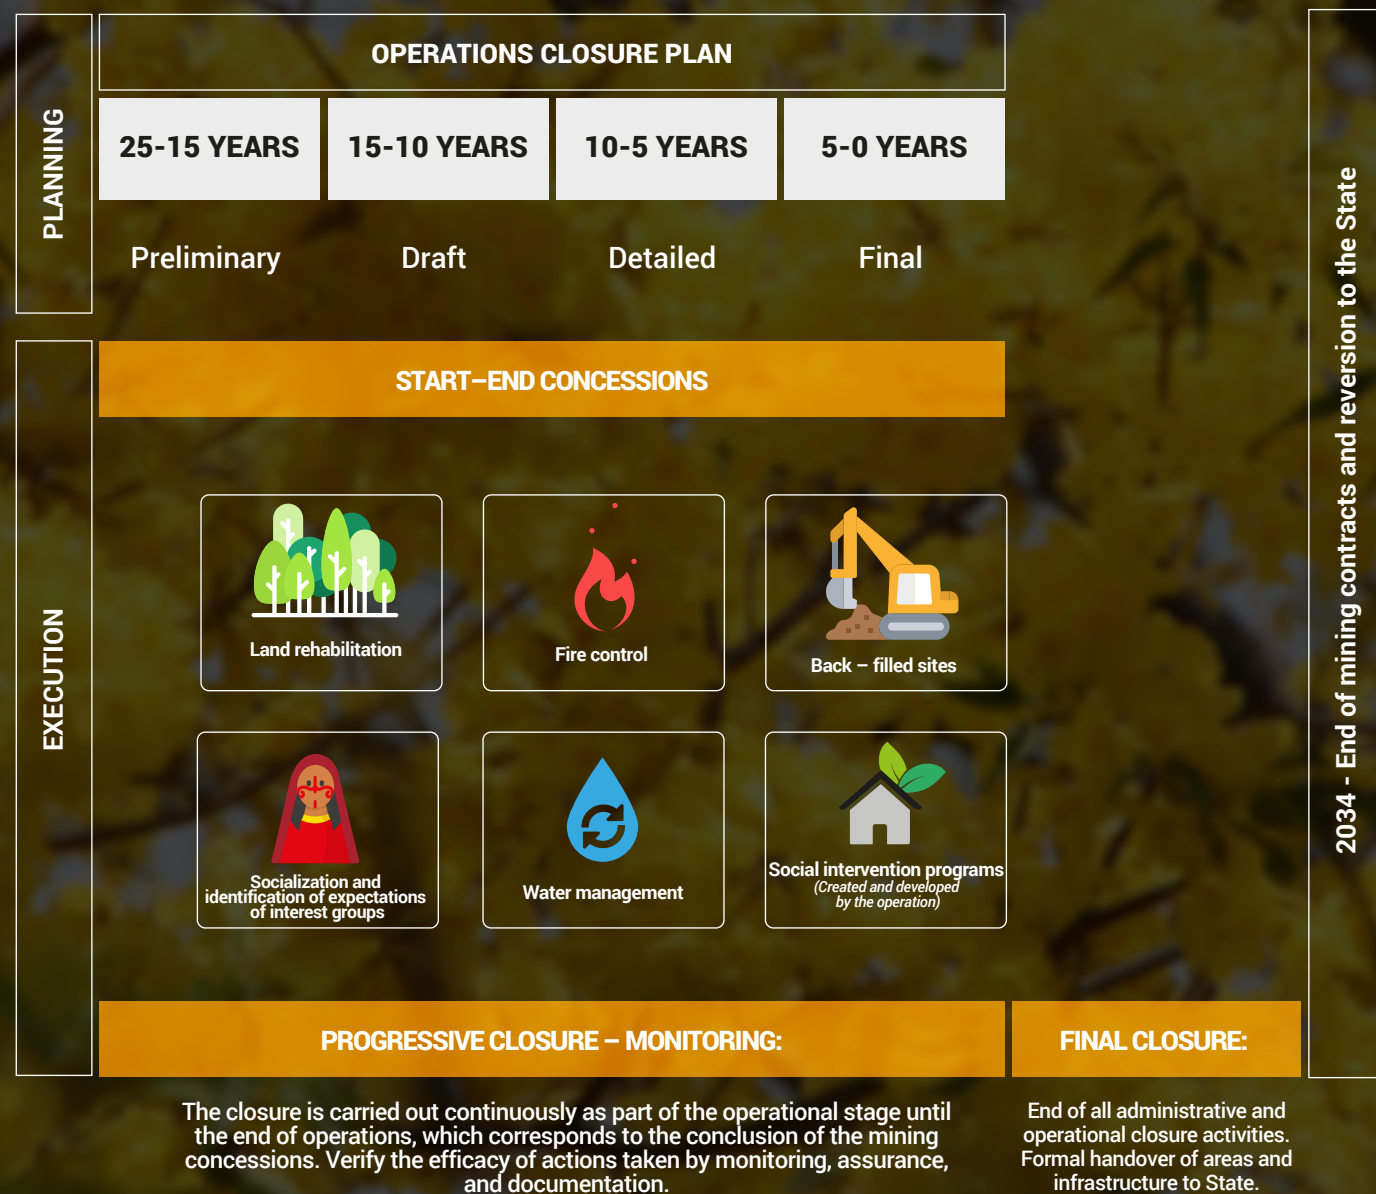 PLANNING
OPERATIONS CLOSURE PLAN
25-15 YEARS
15-10 YEARS
10-5 YEARS
5-0 YEARS
Preliminary
Draft
Detailed
Final
EXECUTION
START–END CONCESSIONS
Land rehabilitation
Fire control
Back – filled sites
Socialization and
identification of expectations
of interest groups
Water management
Social intervention programs
(Created and developed
by the operation)
PROGRESSIVE CLOSURE – MONITORING:
The closure is carried out continuously as part of the operational stage until
the end of operations, which corresponds to the conclusion of the mining
concessions. Verify the efficacy of actions taken by monitoring, assurance,
and documentation.
FINAL CLOSURE:
End of all administrative and
operational closure activities.
Formal handover of areas and
infrastructure to State.
2034 - End of mining contracts and reversion to the State